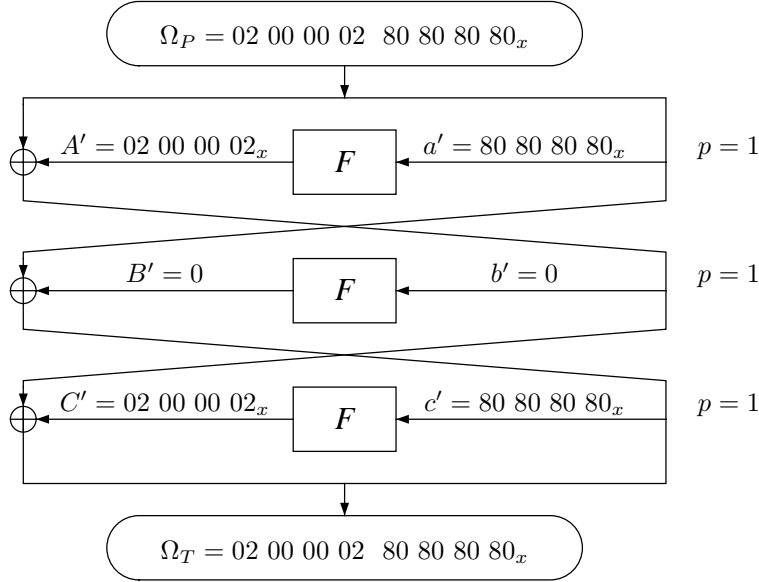 Ω_P = 02 00 00 02 80 80 80 80_x
A′ = 02 00 00 02_x F a′ = 80 80 80 80_x p = 1
B′ = 0 F b′ = 0 p = 1
C′ = 02 00 00 02_x F c′ = 80 80 80 80_x p = 1
Ω_T = 02 00 00 02 80 80 80 80_x